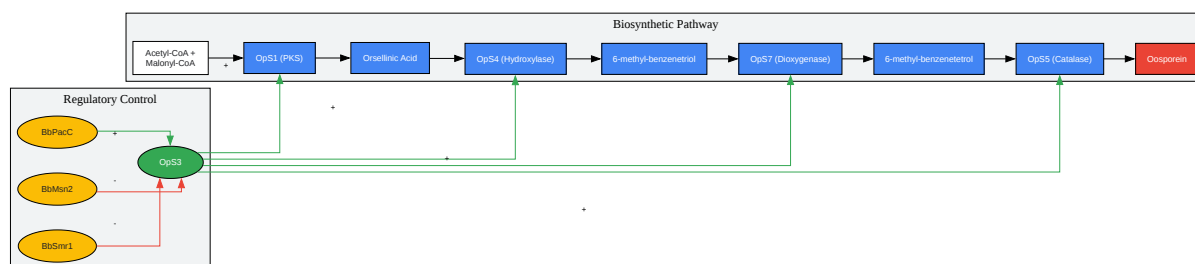 Biosynthetic Pathway
Acetyl-CoA +
Malonyl-CoA
+
OpS1 (PKS)
Orsellinic Acid
OpS4 (Hydroxylase)
6-methyl-benzenetriol
OpS7 (Dioxygenase)
6-methyl-benzenetetrol
OpS5 (Catalase)
Oosporein
Regulatory Control
BbPacC
+
+
OpS3
+
BbMsn2
-
+
BbSmr1
-